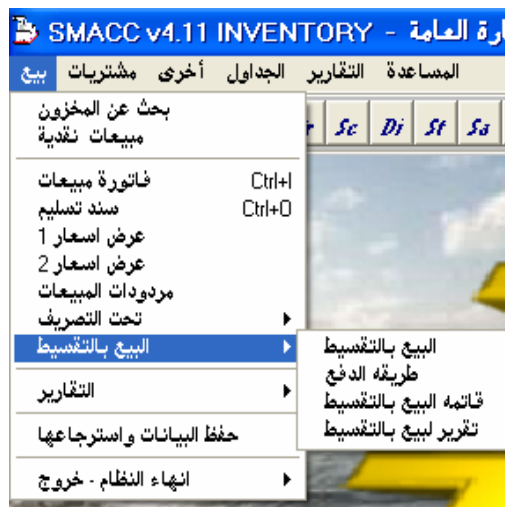 SMACC v4.11 INVENTORY - رة العامة
بيع مشتريات أخرى الجداول التقارير المساعدة
Sc Di St Sa
بحث عن المخزون
مبيعات نقدية
فاتورة مبيعات Ctrl+I
سند تسليم Ctrl+O
عرض اسعار 1
عرض اسعار 2
مردودات المبيعات
تحت التصريف
البيع بالتقسيط
البيع بالتقسيط
طريقه الدفع
قائمه البيع بالتقسيط
تقرير لبيع بالتقسيط
التقارير
حفظ البيانات واسترجاعها
انهاء النظام - خروج